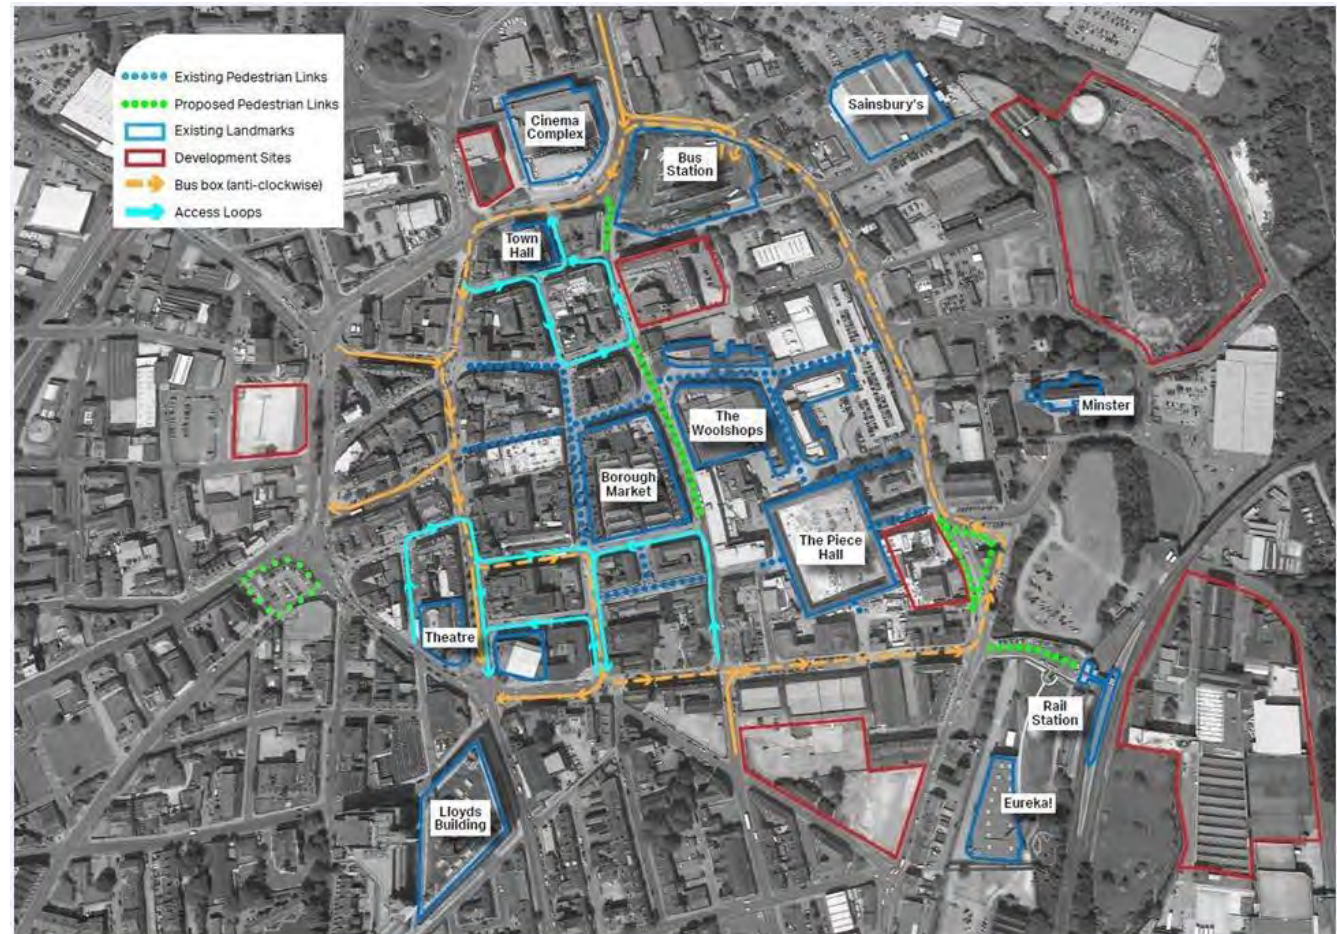 Existing Pedestrian Links
Proposed Pedestrian Links
Existing Landmarks
Development Sites
Bus box (anti-clockwise)
Access Loops
Cinema
Complex
Sainsbury's
Bus
Station
Town
Hall
Minster
The
Woolshops
Borough
Market
The Piece
Hall
Theatre
Rail
Station
Eureka!
Lloyds
Building